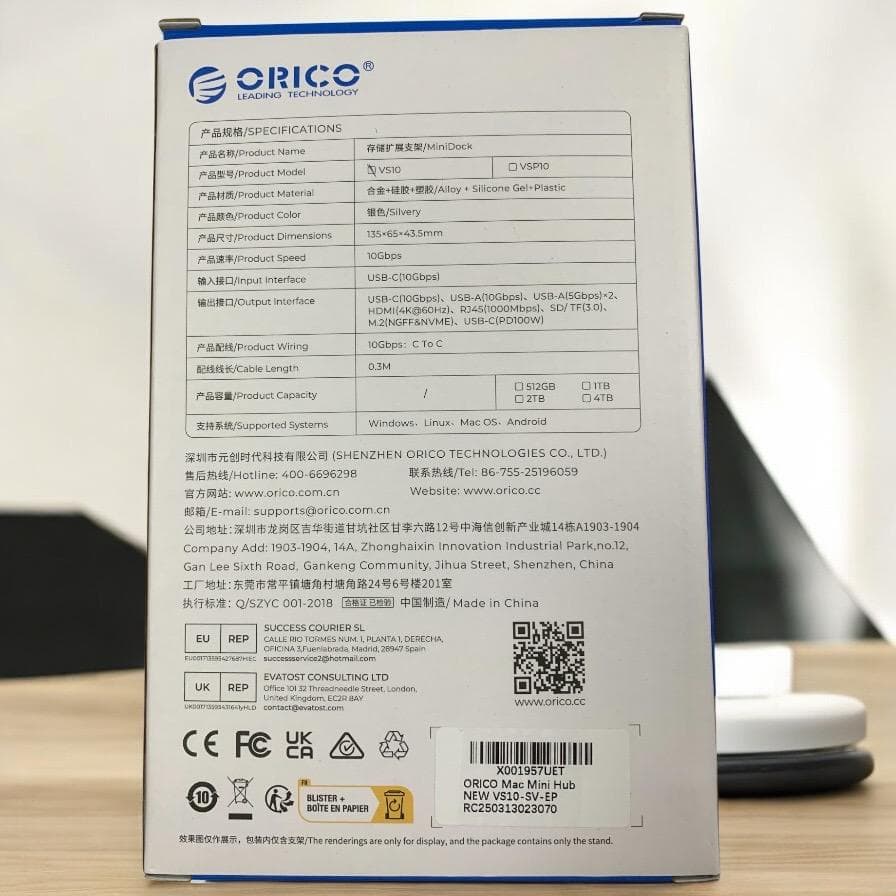 ORICO®
LEADING TECHNOLOGY
产品规格/SPECIFICATIONS
产品名称/Product Name 存储扩展支架/MiniDock
产品型号/Product Model VS10 VSP10
产品材质/Product Material 合金+硅胶+塑胶/Alloy + Silicone Gel+Plastic
产品颜色/Product Color 银色/Silvery
产品尺寸/Product Dimensions 135×65×43.5mm
产品速率/Product Speed 10Gbps
输入接口/Input Interface USB-C(10Gbps)
输出接口/Output Interface USB-C(10Gbps)、USB-A(10Gbps)、USB-A(5Gbps)×2、
HDMI(4K@60Hz)、RJ45(1000Mbps)、SD/ TF(3.0)、
M.2(NGFF&NVME)、USB-C(PD100W)
产品配线/Product Wiring 10Gbps：C To C
配线线长/Cable Length 0.3M
产品容量/Product Capacity / 512GB 1TB
2TB 4TB
支持系统/Supported Systems Windows、Linux、Mac OS、Android
深圳市元创时代科技有限公司 (SHENZHEN ORICO TECHNOLOGIES CO., LTD.)
售后热线/Hotline: 400-6696298 联系热线/Tel: 86-755-25196059
官方网站: www.orico.com.cn Website: www.orico.cc
邮箱/E-mail: supports@orico.com.cn
公司地址: 深圳市龙岗区吉华街道甘坑社区甘李六路12号中海信创新产业城14栋A1903-1904
Company Add: 1903-1904, 14A, Zhonghaixin Innovation Industrial Park,no.12,
Gan Lee Sixth Road, Gankeng Community, Jihua Street, Shenzhen, China
工厂地址: 东莞市常平镇塘角村塘角路24号6号楼201室
执行标准: Q/SZYC 001-2018 合格证 已检验 中国制造/ Made in China
EU REP SUCCESS COURIER SL
CALLE RIO TORMES NUM. 1, PLANTA 1, DERECHA,
OFICINA 3,Fuenlabrada, Madrid, 28947 Spain
successservice2@hotmail.com
UK REP EVATOST CONSULTING LTD
Office 101 32 Threadneedle Street, London,
United Kingdom, EC2R 8AY
contact@evatost.com
www.orico.cc
CE FC UK
CA
10
FR
BLISTER +
BOÎTE EN PAPIER
X001957UET
ORICO Mac Mini Hub
NEW VS10-SV-EP
RC250313023070
效果图仅作展示，包装内仅含支架/The renderings are only for display, and the package contains only the stand.